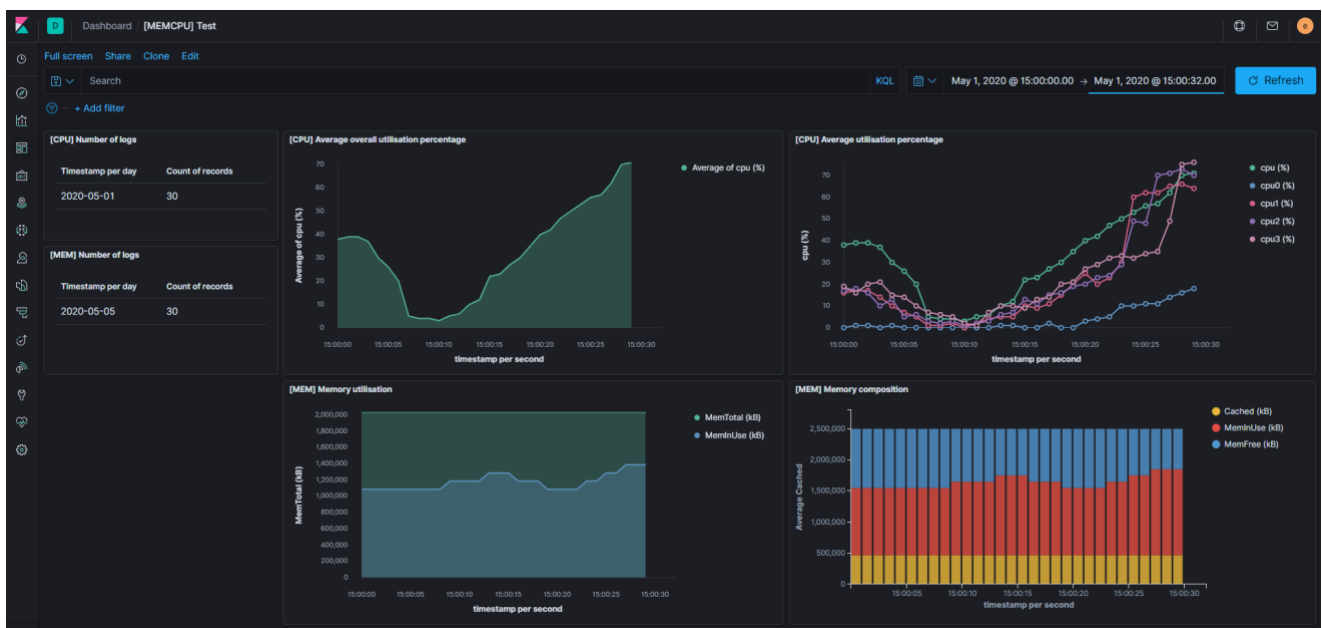 D Dashboard / [MEMCPU] Test e
Full screen Share Clone Edit
Search KQL May 1, 2020 @ 15:00:00.00 → May 1, 2020 @ 15:00:32.00 Refresh
+ Add filter
[CPU] Number of logs
Timestamp per day Count of records
2020-05-01 30
[MEM] Number of logs
Timestamp per day Count of records
2020-05-05 30
[CPU] Average overall utilisation percentage
Average of cpu (%)
70
60
50
40
30
20
10
0
15:00:00 15:00:05 15:00:10 15:00:15 15:00:20 15:00:25 15:00:30
timestamp per second
Average of cpu (%)
[CPU] Average utilisation percentage
cpu (%)
70
60
50
40
30
20
10
0
15:00:00 15:00:05 15:00:10 15:00:15 15:00:20 15:00:25 15:00:30
timestamp per second
cpu (%)
cpu0 (%)
cpu1 (%)
cpu2 (%)
cpu3 (%)
[MEM] Memory utilisation
MemTotal (kB)
2,000,000
1,800,000
1,600,000
1,400,000
1,200,000
1,000,000
800,000
600,000
400,000
200,000
0
15:00:00 15:00:05 15:00:10 15:00:15 15:00:20 15:00:25 15:00:30
timestamp per second
MemTotal (kB)
MemInUse (kB)
[MEM] Memory composition
Average Cached
2,500,000
2,000,000
1,500,000
1,000,000
500,000
0
15:00:05 15:00:10 15:00:15 15:00:20 15:00:25 15:00:30
timestamp per second
Cached (kB)
MemInUse (kB)
MemFree (kB)